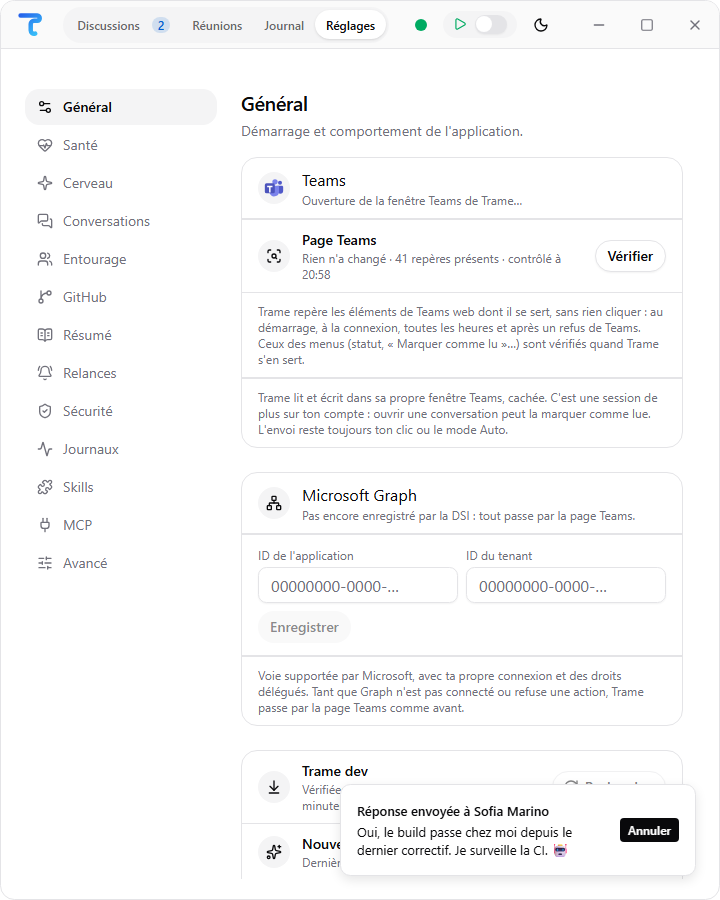 Discussions 2 Réunions Journal Réglages
Général
Santé
Cerveau
Conversations
Entourage
GitHub
Résumé
Relances
Sécurité
Journaux
Skills
MCP
Avancé
Général
Démarrage et comportement de l'application.
Teams
Ouverture de la fenêtre Teams de Trame…
Page Teams
Rien n'a changé · 41 repères présents · contrôlé à
20:58
Vérifier
Trame repère les éléments de Teams web dont il se sert, sans rien cliquer : au
démarrage, à la connexion, toutes les heures et après un refus de Teams.
Ceux des menus (statut, « Marquer comme lu »…) sont vérifiés quand Trame
s'en sert.
Trame lit et écrit dans sa propre fenêtre Teams, cachée. C'est une session de
plus sur ton compte : ouvrir une conversation peut la marquer comme lue.
L'envoi reste toujours ton clic ou le mode Auto.
Microsoft Graph
Pas encore enregistré par la DSI : tout passe par la page Teams.
ID de l'application
ID du tenant
00000000-0000-…
00000000-0000-…
Enregistrer
Voie supportée par Microsoft, avec ta propre connexion et des droits
délégués. Tant que Graph n'est pas connecté ou refuse une action, Trame
passe par la page Teams comme avant.
Trame dev
Réponse envoyée à Sofia Marino
Oui, le build passe chez moi depuis le
dernier correctif. Je surveille la CI.
Annuler